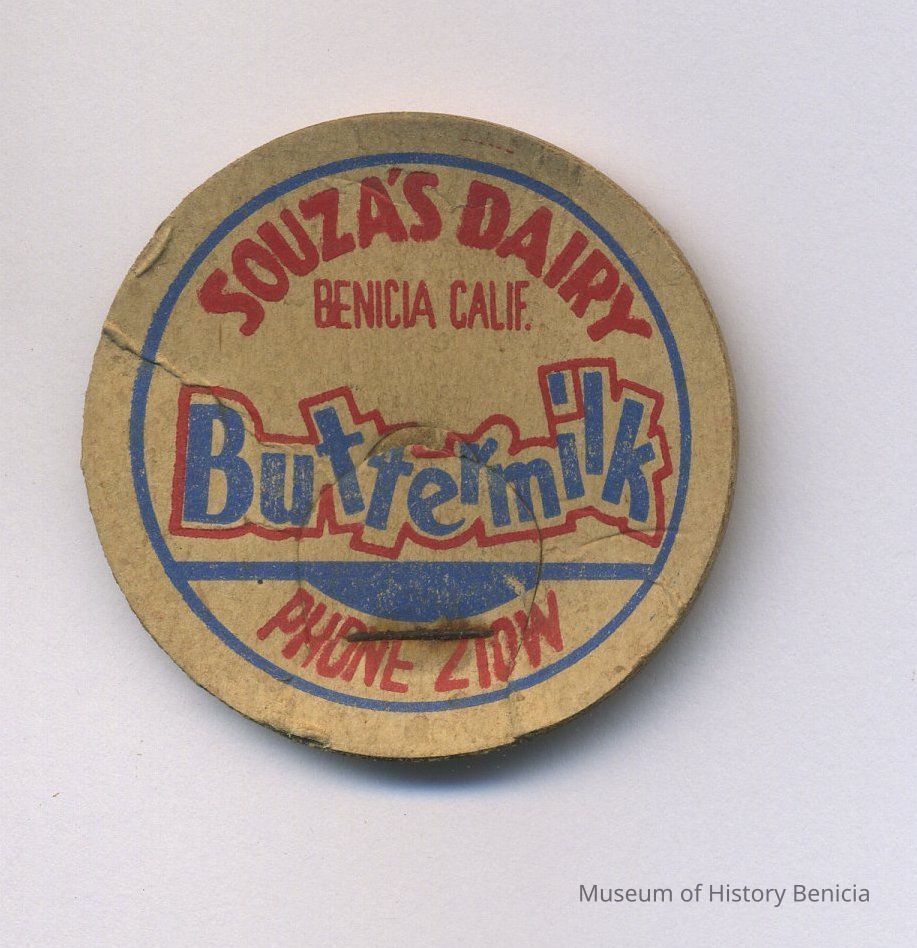 SOUZA'S DAIRY
BENICIA CALIF.
Buttermilk
PHONE 210W
Museum of History Benicia